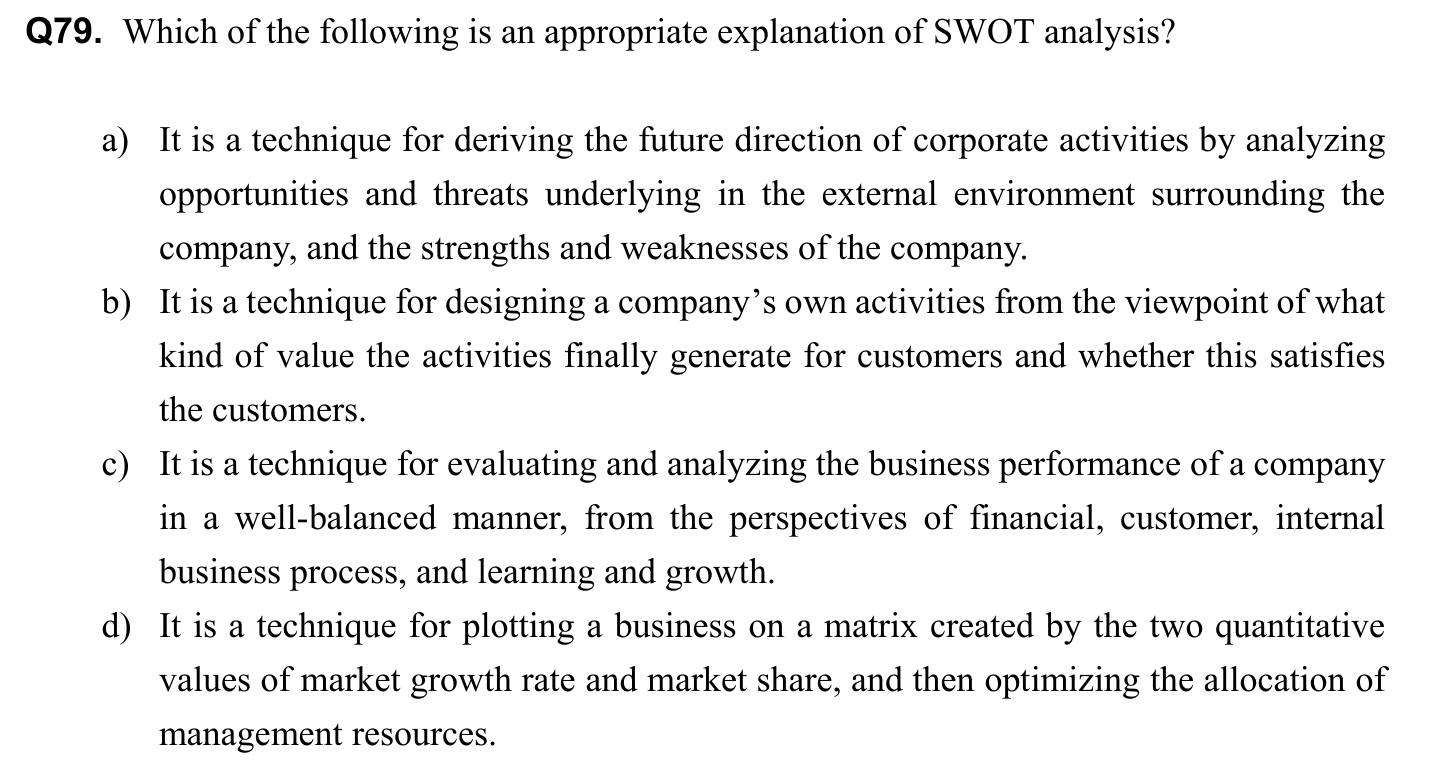 Q79. Which of the following is an appropriate explanation of SWOT analysis?
a) It is a technique for deriving the future direction of corporate activities by analyzing
opportunities and threats underlying in the external environment surrounding the
company, and the strengths and weaknesses of the company.
b) It is a technique for designing a company’s own activities from the viewpoint of what
kind of value the activities finally generate for customers and whether this satisfies
the customers.
c) It is a technique for evaluating and analyzing the business performance of a company
in a well-balanced manner, from the perspectives of financial, customer, internal
business process, and learning and growth.
d) It is a technique for plotting a business on a matrix created by the two quantitative
values of market growth rate and market share, and then optimizing the allocation of
management resources.